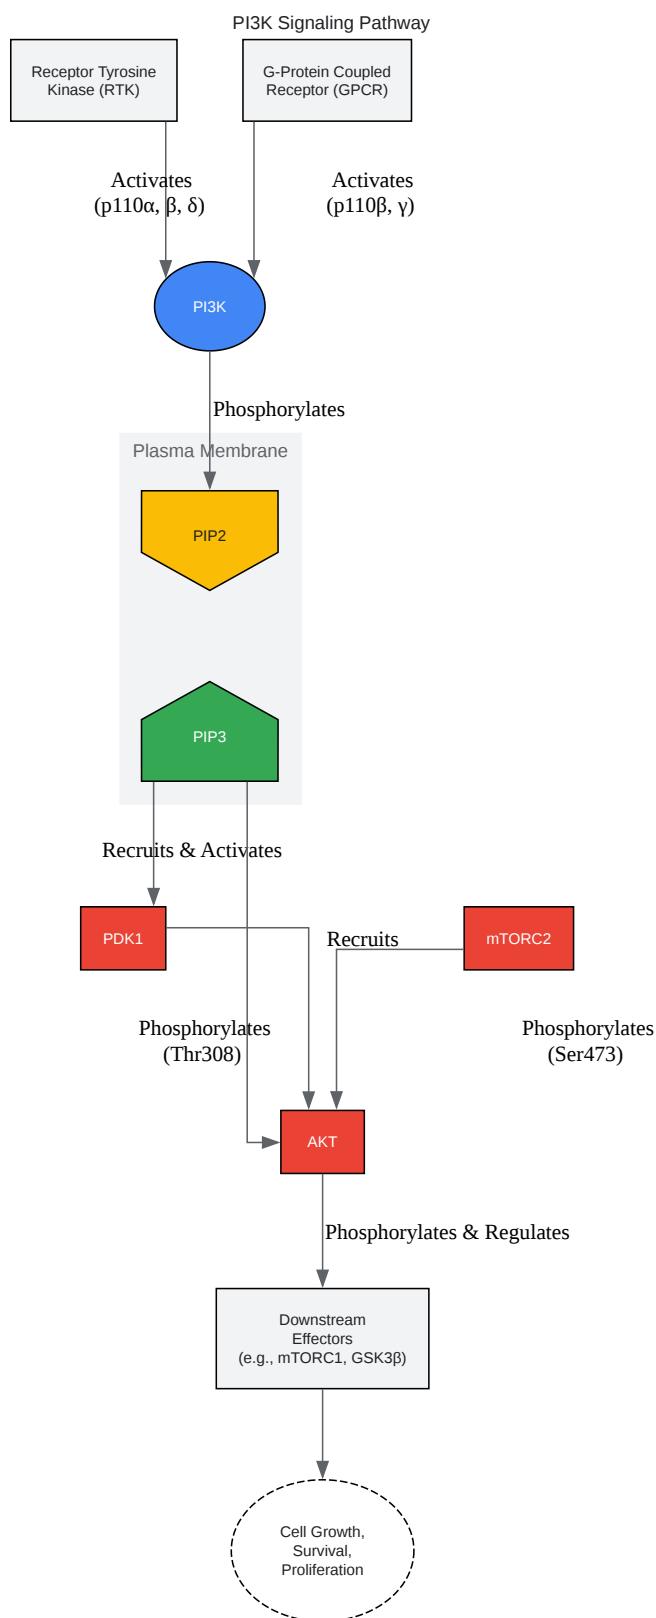 PI3K Signaling Pathway
Receptor Tyrosine
Kinase (RTK)
G-Protein Coupled
Receptor (GPCR)
Activates
(p110α, β, δ)
Activates
(p110β, γ)
PI3K
Phosphorylates
Plasma Membrane
PIP2
PIP3
Recruits & Activates
PDK1
Recruits
mTORC2
Phosphorylates
(Thr308)
Phosphorylates
(Ser473)
AKT
Phosphorylates & Regulates
Downstream
Effectors
(e.g., mTORC1, GSK3β)
Cell Growth,
Survival,
Proliferation